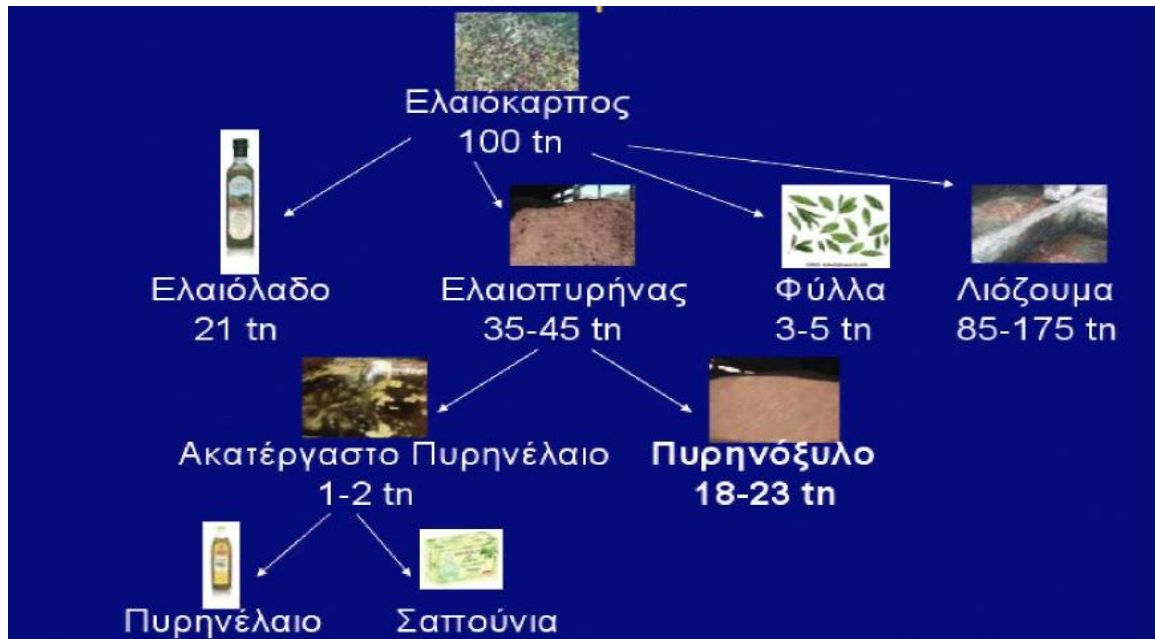 Ελαιόκαρπος
100 tn
Ελαιόλαδο
21 tn
Ελαιοπυρήνας
35-45 tn
Φύλλα
3-5 tn
Λιόζουμα
85-175 tn
Ακατέργαστο Πυρηνέλαιο
1-2 tn
Πυρηνόξυλο
18-23 tn
Πυρηνέλαιο
Σαπούνια